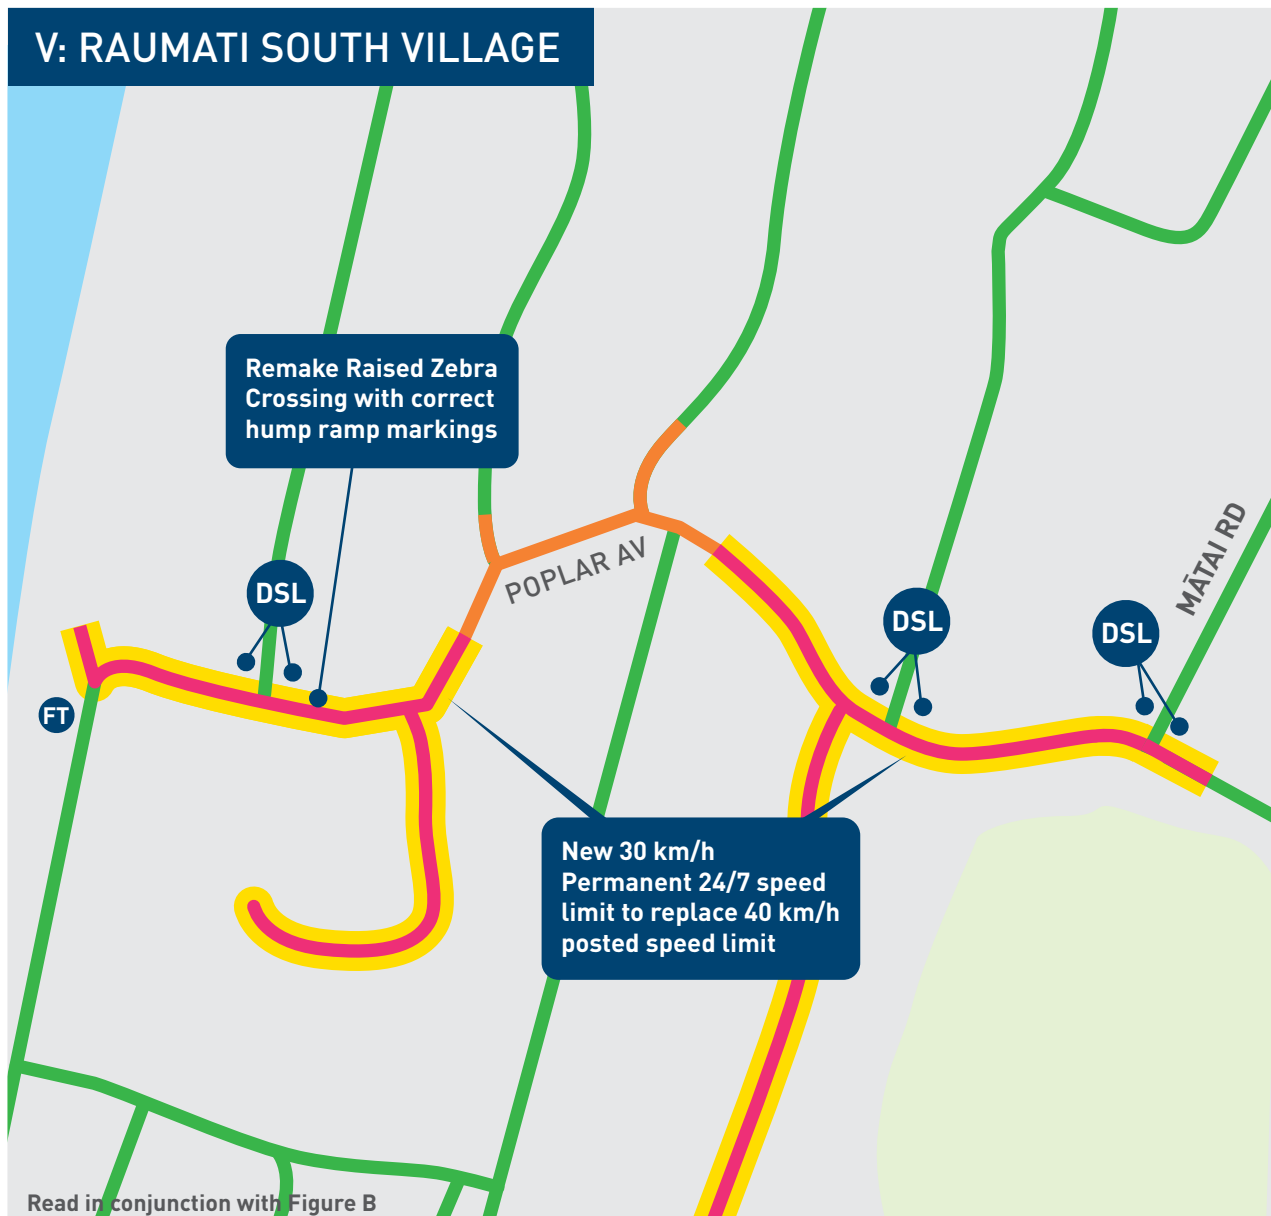 V: RAUMATI SOUTH VILLAGE
Remake Raised Zebra
Crossing with correct
hump ramp markings
MĀTAI RD
POPLAR AV
DSL
DSL
DSL
FT
New 30 km/h
Permanent 24/7 speed
limit to replace 40 km/h
posted speed limit
Read in conjunction with Figure B